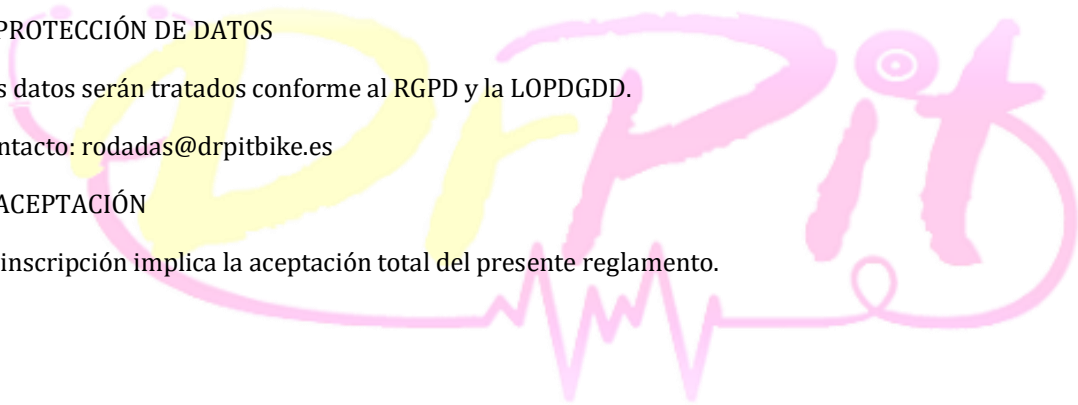 PROTECCIÓN DE DATOS
s datos serán tratados conforme al RGPD y la LOPDGDD.
ntacto: rodadas@drpitbike.es
ACEPTACIÓN
inscripción implica la aceptación total del presente reglamento.
DrPit